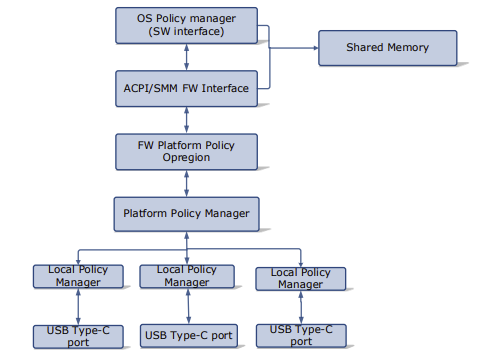 OS Policy manager
(SW interface)
Shared Memory
ACPI/SMM FW Interface
FW Platform Policy
Opregion
Platform Policy Manager
Local Policy
Manager
Local Policy
Manager
Local Policy
Manager
USB Type-C
port
USB Type-C port
USB Type-C
port